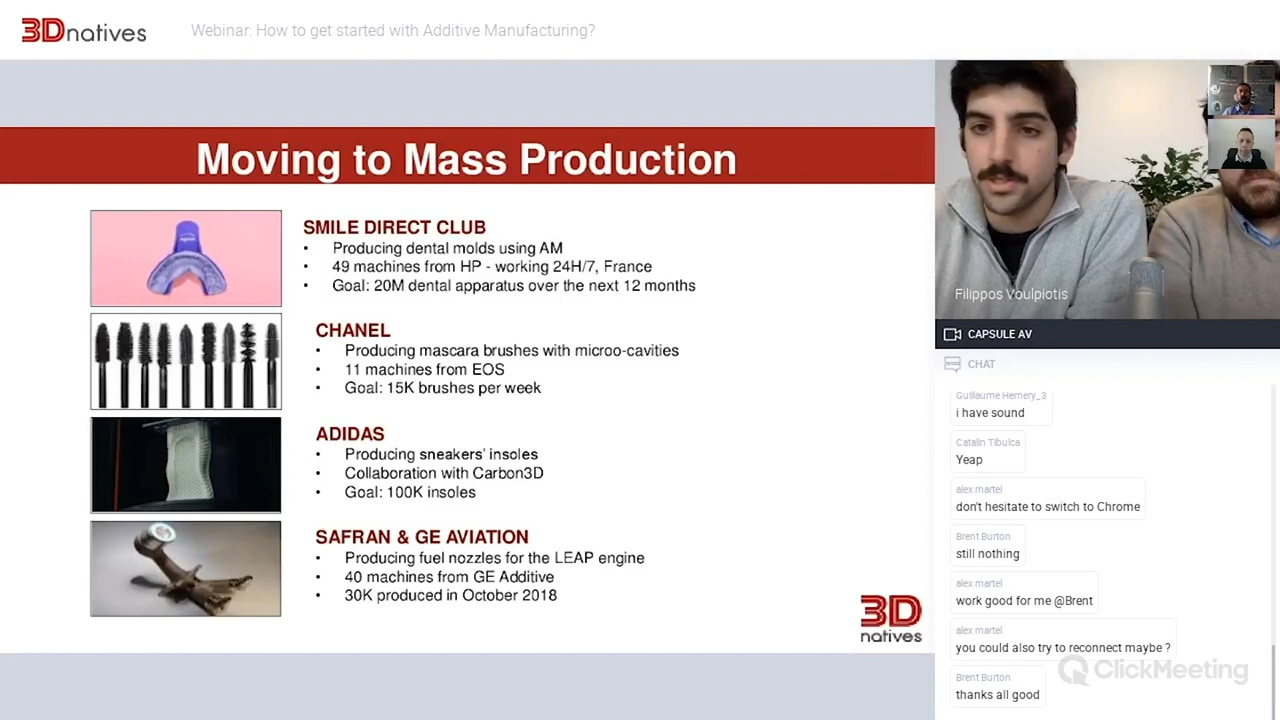 3Dnatives
Webinar: How to get started with Additive Manufacturing?
Moving to Mass Production
SMILE DIRECT CLUB
• Producing dental molds using AM
• 49 machines from HP - working 24H/7, France
• Goal: 20M dental apparatus over the next 12 months
CHANEL
• Producing mascara brushes with microo-cavities
• 11 machines from EOS
• Goal: 15K brushes per week
ADIDAS
• Producing sneakers' insoles
• Collaboration with Carbon3D
• Goal: 100K insoles
SAFRAN & GE AVIATION
• Producing fuel nozzles for the LEAP engine
• 40 machines from GE Additive
• 30K produced in October 2018
3D
natives
Filippos Voulpiotis
CAPSULE AV
CHAT
Guillaume Hemery_3
i have sound
Catalin Tibulca
Yeap
alex martel
don't hesitate to switch to Chrome
Brent Burton
still nothing
alex martel
work good for me @Brent
alex martel
you could also try to reconnect maybe ?
Brent Burton
thanks all good
ClickMeeting